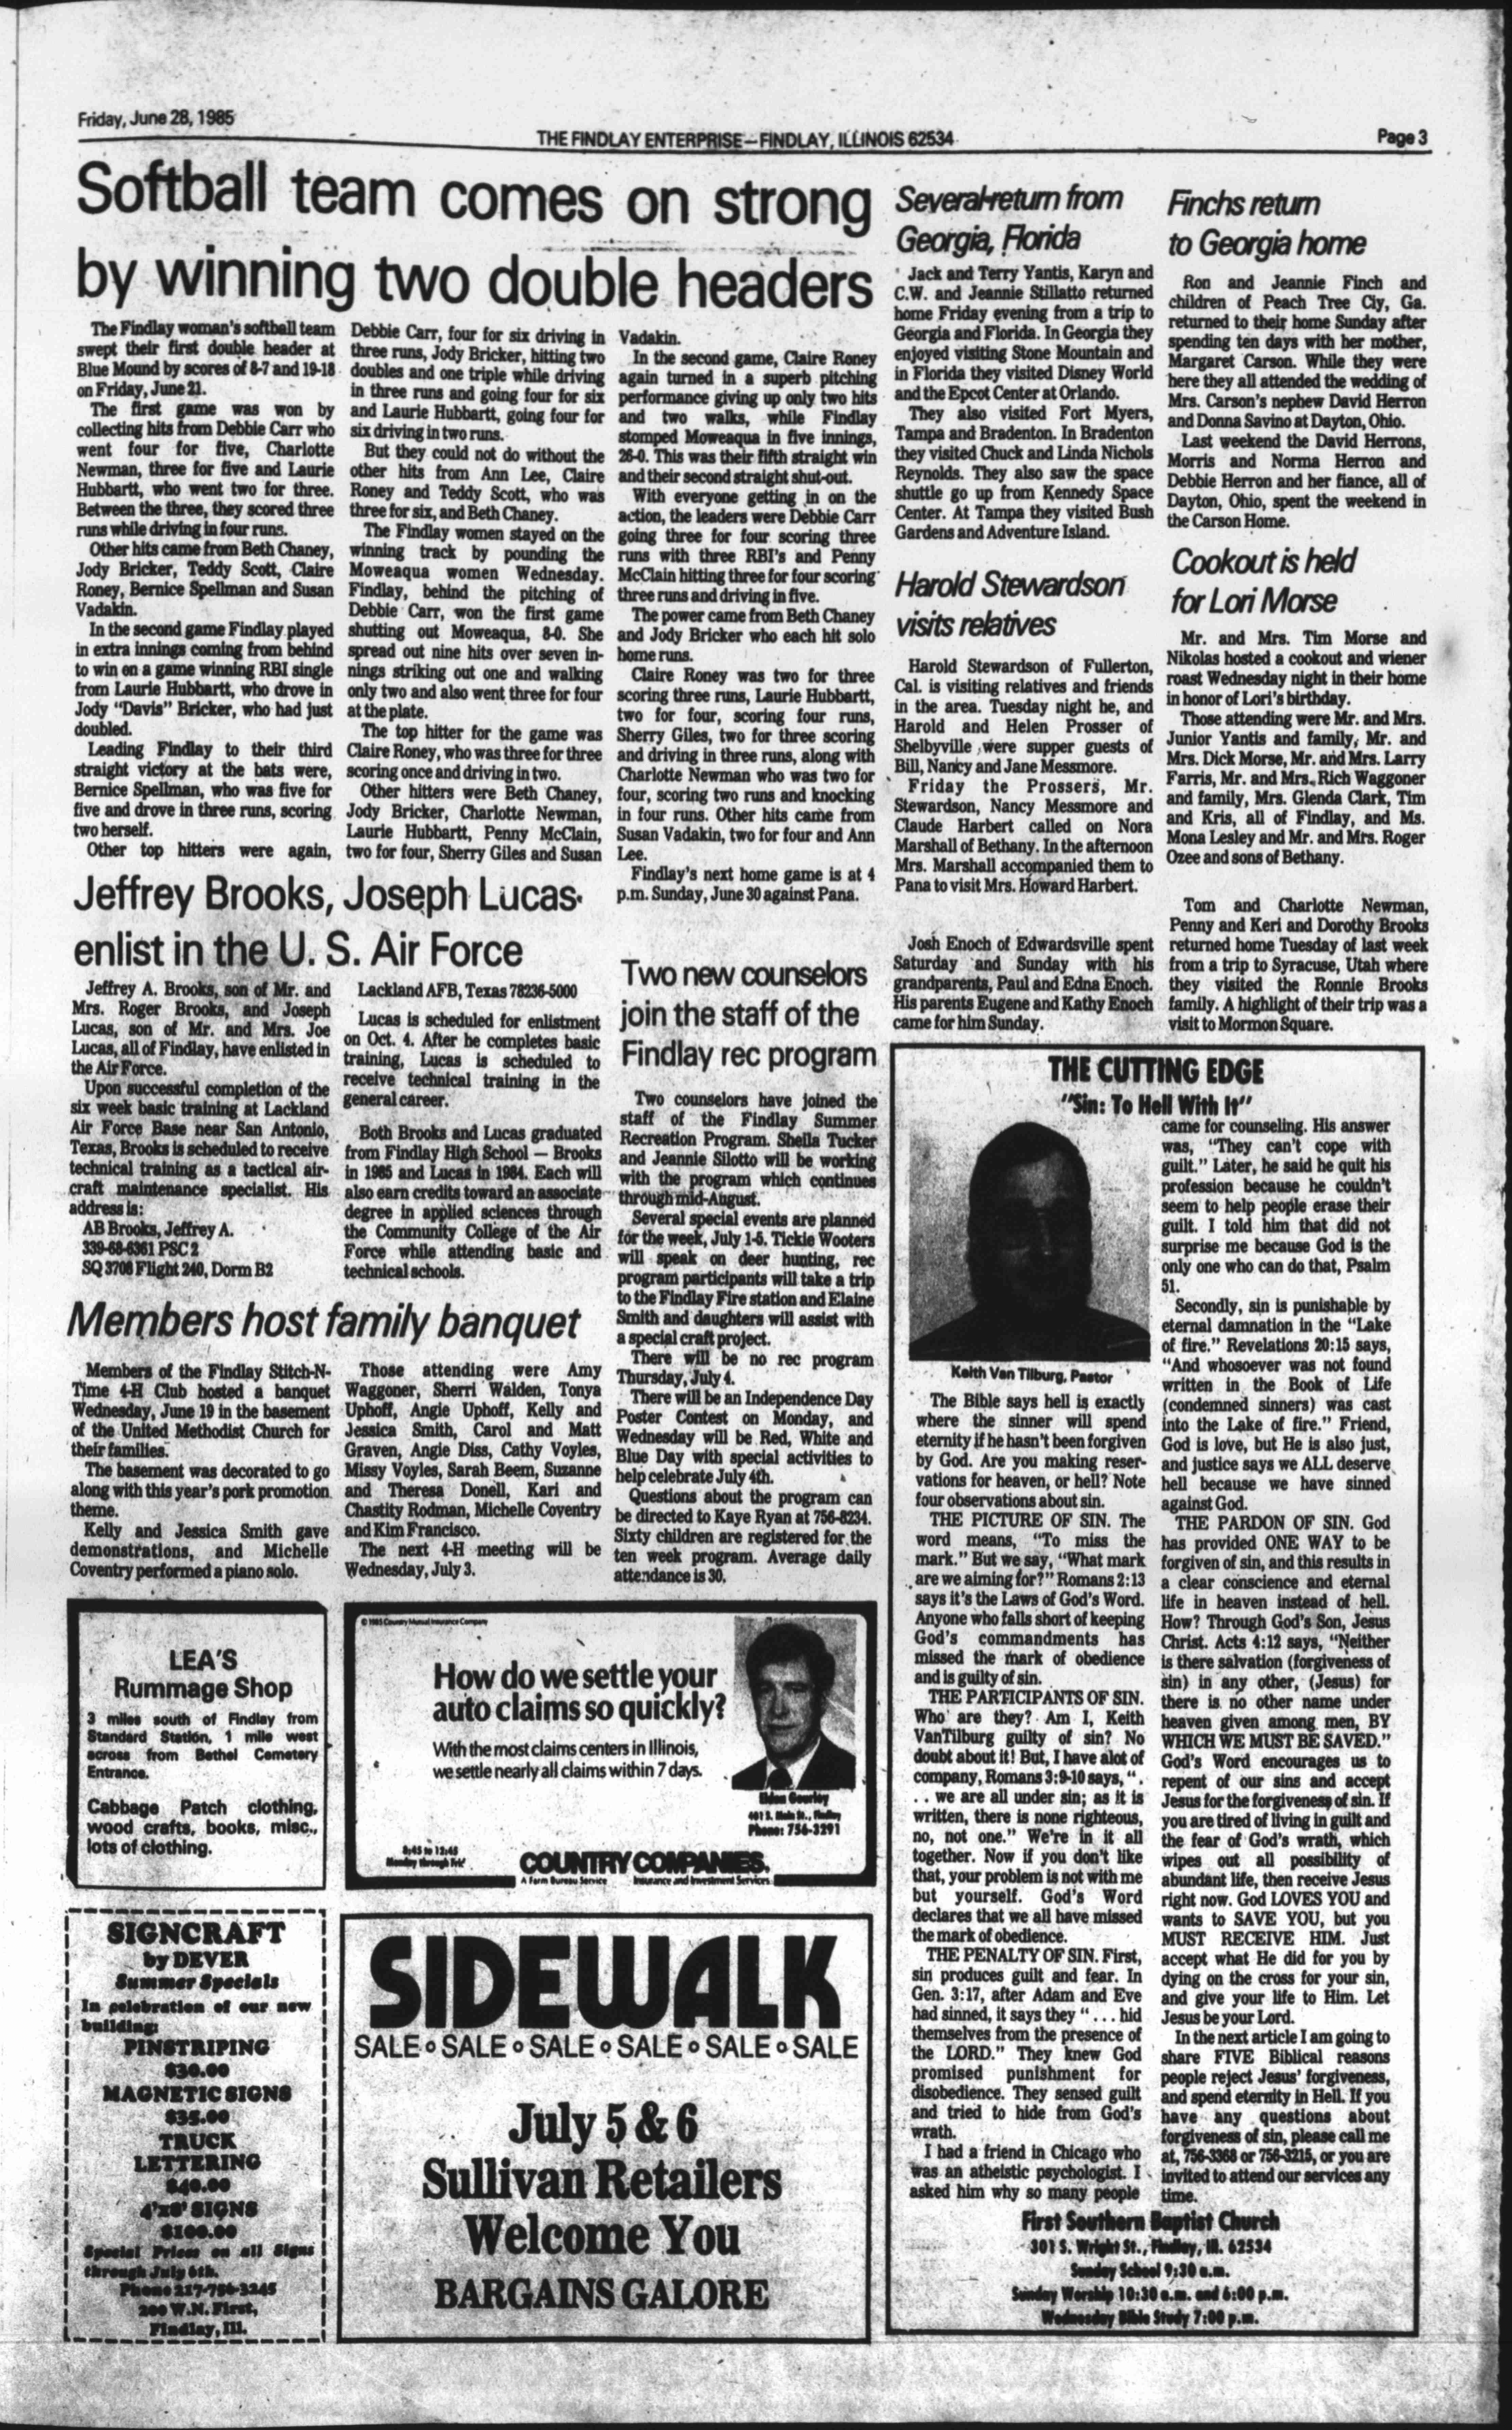 Friday, June 28, 1985
THE FINDLAY ENTERPRISE—FINDLAY, ILLINOIS 62534
Page 3
Softball team comes on strong
by winning two double headers
The Findlay woman's softball team
swept their first double header at
Blue Mound by scores of 8-7 and 19-18
on Friday, June 21.
The first game was won by
collecting hits from Debbie Carr who
went four for five, Charlotte
Newman, three for five and Laurie
Hubbartt, who went two for three.
Between the three, they scored three
runs while driving in four runs.
Other hits came from Beth Chaney,
Jody Bricker, Teddy Scott, Claire
Roney, Bernice Spellman and Susan
Vadakin.
In the second game Findlay played
in extra innings coming from behind
to win on a game winning RBI single
from Laurie Hubbartt, who drove in
Jody "Davis" Bricker, who had just
doubled.
Leading Findlay to their third
straight victory at the bats were,
Bernice Spellman, who was five for
five and drove in three runs, scoring
two herself.
Other top hitters were again,
Debbie Carr, four for six driving in
three runs, Jody Bricker, hitting two
doubles and one triple while driving
in three runs and going four for six
and Laurie Hubbartt, going four for
six driving in two runs.
But they could not do without the
other hits from Ann Lee, Claire
Roney and Teddy Scott, who was
three for six, and Beth Chaney.
The Findlay women stayed on the
winning track by pounding the
Moweaqua women Wednesday.
Findlay, behind the pitching of
Debbie Carr, won the first game
shutting out Moweaqua, 8-0. She
spread out nine hits over seven in-
nings striking out one and walking
only two and also went three for four
at the plate.
The top hitter for the game was
Claire Roney, who was three for three
scoring once and driving in two.
Other hitters were Beth Chaney,
Jody Bricker, Charlotte Newman,
Laurie Hubbartt, Penny McClain,
two for four, Sherry Giles and Susan
Vadakin.
In the second game, Claire Roney
again turned in a superb pitching
performance giving up only two hits
and two walks, while Findlay
stomped Moweaqua in five innings,
26-0. This was their fifth straight win
and their second straight shut-out.
With everyone getting in on the
action, the leaders were Debbie Carr
going three for four scoring three
runs with three RBI's and Penny
McClain hitting three for four scoring
three runs and driving in five.
The power came from Beth Chaney
and Jody Bricker who each hit solo
home runs.
Claire Roney was two for three
scoring three runs, Laurie Hubbartt,
two for four, scoring four runs,
Sherry Giles, two for three scoring
and driving in three runs, along with
Charlotte Newman who was two for
four, scoring two runs and knocking
in four runs. Other hits came from
Susan Vadakin, two for four and Ann
Lee.
Findlay's next home game is at 4
p.m. Sunday, June 30 against Pana.
Jeffrey Brooks, Joseph Lucas
enlist in the U. S. Air Force
Jeffrey A. Brooks, son of Mr. and
Mrs. Roger Brooks, and Joseph
Lucas, son of Mr. and Mrs. Joe
Lucas, all of Findlay, have enlisted in
the Air Force.
Upon successful completion of the
six week basic training at Lackland
Air Force Base near San Antonio,
Texas, Brooks is scheduled to receive
technical training as a tactical air-
craft maintenance specialist. His
address is:
AB Brooks, Jeffrey A.
339-68-6361 PSC 2
SQ 3708 Flight 240, Dorm B2
Lackland AFB, Texas 78236-5000
Lucas is scheduled for enlistment
on Oct. 4. After he completes basic
training, Lucas is scheduled to
receive technical training in the
general career.
Both Brooks and Lucas graduated
from Findlay High School — Brooks
in 1985 and Lucas in 1984. Each will
also earn credits toward an associate
degree in applied sciences through
the Community College of the Air
Force while attending basic and
technical schools.
Members host family banquet
Members of the Findlay Stitch-N-
Time 4-H Club hosted a banquet
Wednesday, June 19 in the basement
of the United Methodist Church for
their families.
The basement was decorated to go
along with this year's pork promotion
theme.
Kelly and Jessica Smith gave
demonstrations, and Michelle
Coventry performed a piano solo.
Those attending were Amy
Waggoner, Sherri Walden, Tonya
Uphoff, Angie Uphoff, Kelly and
Jessica Smith, Carol and Matt
Graven, Angie Diss, Cathy Voyles,
Missy Voyles, Sarah Beem, Suzanne
and Theresa Donell, Kari and
Chastity Rodman, Michelle Coventry
and Kim Francisco.
The next 4-H meeting will be
Wednesday, July 3.
Two new counselors
join the staff of the
Findlay rec program
Two counselors have joined the
staff of the Findlay Summer
Recreation Program. Sheila Tucker
and Jeannie Silotto will be working
with the program which continues
through mid-August.
Several special events are planned
for the week, July 1-5. Tickie Wooters
will speak on deer hunting, rec
program participants will take a trip
to the Findlay Fire station and Elaine
Smith and daughters will assist with
a special craft project.
There will be no rec program
Thursday, July 4.
There will be an Independence Day
Poster Contest on Monday, and
Wednesday will be Red, White and
Blue Day with special activities to
help celebrate July 4th.
Questions about the program can
be directed to Kaye Ryan at 756-8234.
Sixty children are registered for the
ten week program. Average daily
attendance is 30.
Several return from
Georgia, Florida
Jack and Terry Yantis, Karyn and
C.W. and Jeannie Stillatto returned
home Friday evening from a trip to
Georgia and Florida. In Georgia they
enjoyed visiting Stone Mountain and
in Florida they visited Disney World
and the Epcot Center at Orlando.
They also visited Fort Myers,
Tampa and Bradenton. In Bradenton
they visited Chuck and Linda Nichols
Reynolds. They also saw the space
shuttle go up from Kennedy Space
Center. At Tampa they visited Bush
Gardens and Adventure Island.
Harold Stewardson
visits relatives
Harold Stewardson of Fullerton,
Cal. is visiting relatives and friends
in the area. Tuesday night he, and
Harold and Helen Prosser of
Shelbyville were supper guests of
Bill, Nancy and Jane Messmore.
Friday the Prossers, Mr.
Stewardson, Nancy Messmore and
Claude Harbert called on Nora
Marshall of Bethany. In the afternoon
Mrs. Marshall accompanied them to
Pana to visit Mrs. Howard Harbert.
Josh Enoch of Edwardsville spent
Saturday and Sunday with his
grandparents, Paul and Edna Enoch.
His parents Eugene and Kathy Enoch
came for him Sunday.
Finchs return
to Georgia home
Ron and Jeannie Finch and
children of Peach Tree Ciy, Ga.
returned to their home Sunday after
spending ten days with her mother,
Margaret Carson. While they were
here they all attended the wedding of
Mrs. Carson's nephew David Herron
and Donna Savino at Dayton, Ohio.
Last weekend the David Herrons,
Morris and Norma Herron and
Debbie Herron and her fiance, all of
Dayton, Ohio, spent the weekend in
the Carson Home.
Cookout is held
for Lori Morse
Mr. and Mrs. Tim Morse and
Nikolas hosted a cookout and wiener
roast Wednesday night in their home
in honor of Lori's birthday.
Those attending were Mr. and Mrs.
Junior Yantis and family, Mr. and
Mrs. Dick Morse, Mr. and Mrs. Larry
Farris, Mr. and Mrs. Rich Waggoner
and family, Mrs. Glenda Clark, Tim
and Kris, all of Findlay, and Ms.
Mona Lesley and Mr. and Mrs. Roger
Ozee and sons of Bethany.
Tom and Charlotte Newman,
Penny and Keri and Dorothy Brooks
returned home Tuesday of last week
from a trip to Syracuse, Utah where
they visited the Ronnie Brooks
family. A highlight of their trip was a
visit to Mormon Square.
THE CUTTING EDGE
"Sin: To Hell With It"
Keith Van Tilburg, Pastor
The Bible says hell is exactly
where the sinner will spend
eternity if he hasn't been forgiven
by God. Are you making reser-
vations for heaven, or hell? Note
four observations about sin.
THE PICTURE OF SIN. The
word means, "To miss the
mark." But we say, "What mark
are we aiming for?" Romans 2:13
says it's the Laws of God's Word.
Anyone who falls short of keeping
God's commandments has
missed the mark of obedience
and is guilty of sin.
THE PARTICIPANTS OF SIN.
Who are they? Am I, Keith
VanTilburg guilty of sin? No
doubt about it! But, I have alot of
company, Romans 3:9-10 says, ".
. . we are all under sin; as it is
written, there is none righteous,
no, not one." We're in it all
together. Now if you don't like
that, your problem is not with me
but yourself. God's Word
declares that we all have missed
the mark of obedience.
THE PENALTY OF SIN. First,
sin produces guilt and fear. In
Gen. 3:17, after Adam and Eve
had sinned, it says they " . . . hid
themselves from the presence of
the LORD." They knew God
promised punishment for
disobedience. They sensed guilt
and tried to hide from God's
wrath.
I had a friend in Chicago who
was an atheistic psychologist. I
asked him why so many people
came for counseling. His answer
was, "They can't cope with
guilt." Later, he said he quit his
profession because he couldn't
seem to help people erase their
guilt. I told him that did not
surprise me because God is the
only one who can do that, Psalm
51.
Secondly, sin is punishable by
eternal damnation in the "Lake
of fire." Revelations 20:15 says,
"And whosoever was not found
written in the Book of Life
(condemned sinners) was cast
into the Lake of fire." Friend,
God is love, but He is also just,
and justice says we ALL deserve
hell because we have sinned
against God.
THE PARDON OF SIN. God
has provided ONE WAY to be
forgiven of sin, and this results in
a clear conscience and eternal
life in heaven instead of hell.
How? Through God's Son, Jesus
Christ. Acts 4:12 says, "Neither
is there salvation (forgiveness of
sin) in any other, (Jesus) for
there is no other name under
heaven given among men, BY
WHICH WE MUST BE SAVED."
God's Word encourages us to
repent of our sins and accept
Jesus for the forgiveness of sin. If
you are tired of living in guilt and
the fear of God's wrath, which
wipes out all possibility of
abundant life, then receive Jesus
right now. God LOVES YOU and
wants to SAVE YOU, but you
MUST RECEIVE HIM. Just
accept what He did for you by
dying on the cross for your sin,
and give your life to Him. Let
Jesus be your Lord.
In the next article I am going to
share FIVE Biblical reasons
people reject Jesus' forgiveness,
and spend eternity in Hell. If you
have any questions about
forgiveness of sin, please call me
at, 756-3368 or 756-3215, or you are
invited to attend our services any
time.
First Southern Baptist Church
301 S. Wright St., Findlay, Ill. 62534
Sunday School 9:30 a.m.
Sunday Worship 10:30 a.m. and 6:00 p.m.
Wednesday Bible Study 7:00 p.m.
LEA'S
Rummage Shop
3 miles south of Findlay from
Standard Station, 1 mile west
across from Bethel Cemetery
Entrance.
Cabbage Patch clothing,
wood crafts, books, misc.,
lots of clothing.
© 1985 Country Mutual Insurance Company
How do we settle your
auto claims so quickly?
With the most claims centers in Illinois,
we settle nearly all claims within 7 days.
Eldon Gourley
401 S. Main St., Findlay
Phone: 756-3291
8:45 to 12:45
Monday through Fri
COUNTRY COMPANIES.
A Farm Bureau Service
Insurance and Investment Services
SIGNCRAFT
by DEVER
Summer Specials
In celebration of our new
building:
PINSTRIPING
$30.00
MAGNETIC SIGNS
$35.00
TRUCK
LETTERING
$40.00
4'x8' SIGNS
$100.00
Special Prices on all Signs
through July 6th.
Phone 217-756-3245
200 W.N. First,
Findlay, Ill.
SIDEWALK
SALE ∘ SALE ∘ SALE ∘ SALE ∘ SALE ∘ SALE
July 5 & 6
Sullivan Retailers
Welcome You
BARGAINS GALORE